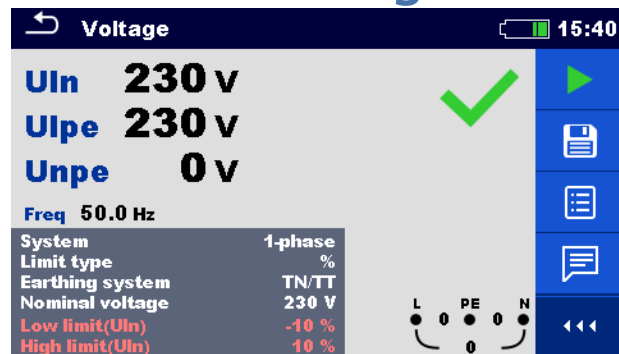 Voltage 15:40
Uln 230 V
Ulpe 230 V
Unpe 0 V
Freq 50.0 Hz
System 1-phase
Limit type %
Earthing system TN/TT
Nominal voltage 230 V
Low limit(Uln) -10 %
High limit(Uln) 10 %
L PE N
0 0
0